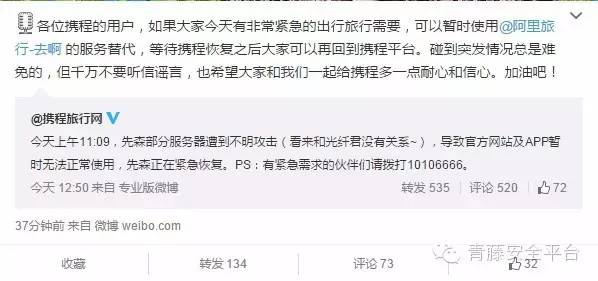 各位携程的用户，如果大家今天有非常紧急的出行旅行需要，可以暂时使用@阿里旅
行-去啊 的服务替代，等待携程恢复之后大家可以再回到携程平台。碰到突发情况总是难
免的，但千万不要听信谣言，也希望大家和我们一起给携程多一点耐心和信心。加油吧！
@携程旅行网
今天上午11:09，先森部分服务器遭到不明攻击（看来和光纤君没有关系~），导致官方网站及APP暂
时无法正常使用，先森正在紧急恢复。PS：有紧急需求的伙伴们请拨打10106666。
今天 12:50 来自 专业版微博 转发 535 评论 520 72
37分钟前 来自 微博 weibo.com
青藤安全平台
收藏 转发 134 评论 73 32